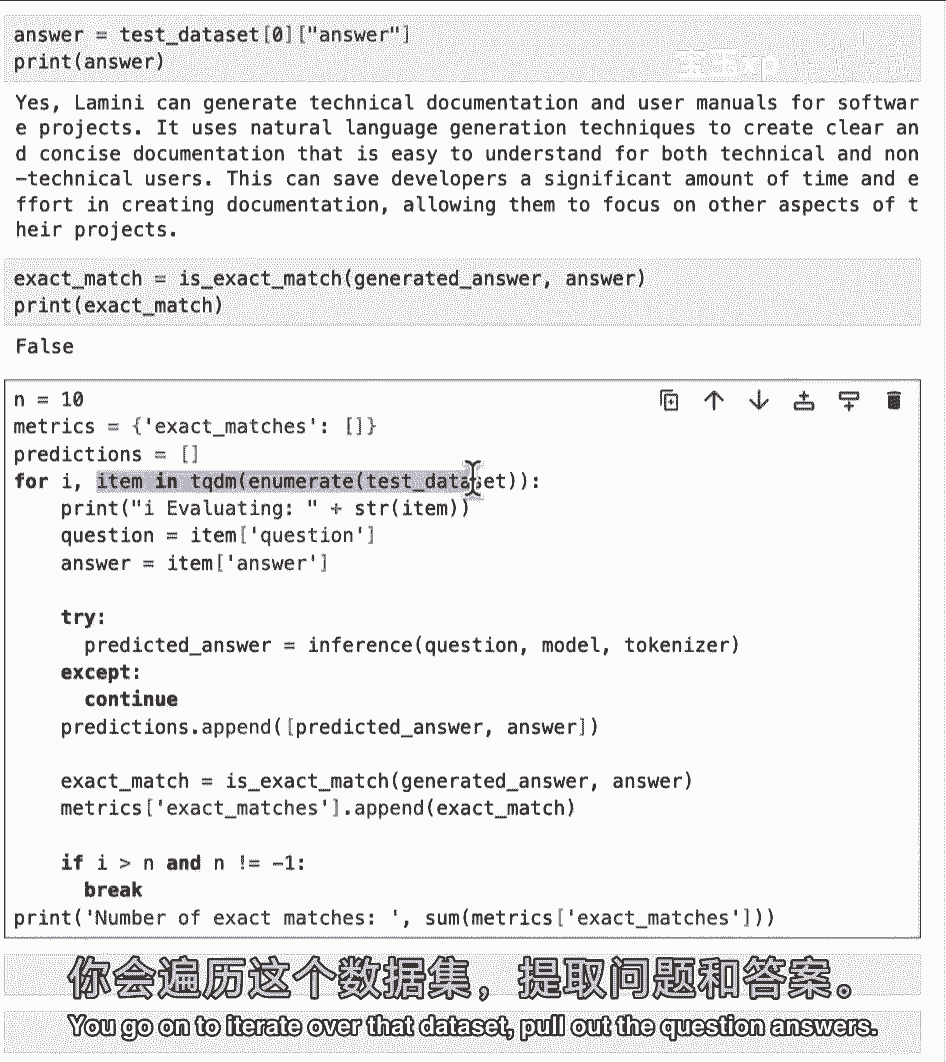 answer = test_dataset[0]["answer"]
print(answer)
Yes, Lamini can generate technical documentation and user manuals for softwar
e projects. It uses natural language generation techniques to create clear an
d concise documentation that is easy to understand for both technical and non
-technical users. This can save developers a significant amount of time and e
ffort in creating documentation, allowing them to focus on other aspects of t
heir projects.
exact_match = is_exact_match(generated_answer, answer)
print(exact_match)
False
n = 10
metrics = {'exact_matches': []}
predictions = []
for i, item in tqdm(enumerate(test_dataset)):
    print("i Evaluating: " + str(item))
    question = item['question']
    answer = item['answer']
    try:
      predicted_answer = inference(question, model, tokenizer)
    except:
      continue
    predictions.append([predicted_answer, answer])
    exact_match = is_exact_match(generated_answer, answer)
    metrics['exact_matches'].append(exact_match)
    if i > n and n != -1:
      break
print('Number of exact matches: ', sum(metrics['exact_matches']))
你会遍历这个数据集，提取问题和答案。
You go on to iterate over that dataset, pull out the question answers.